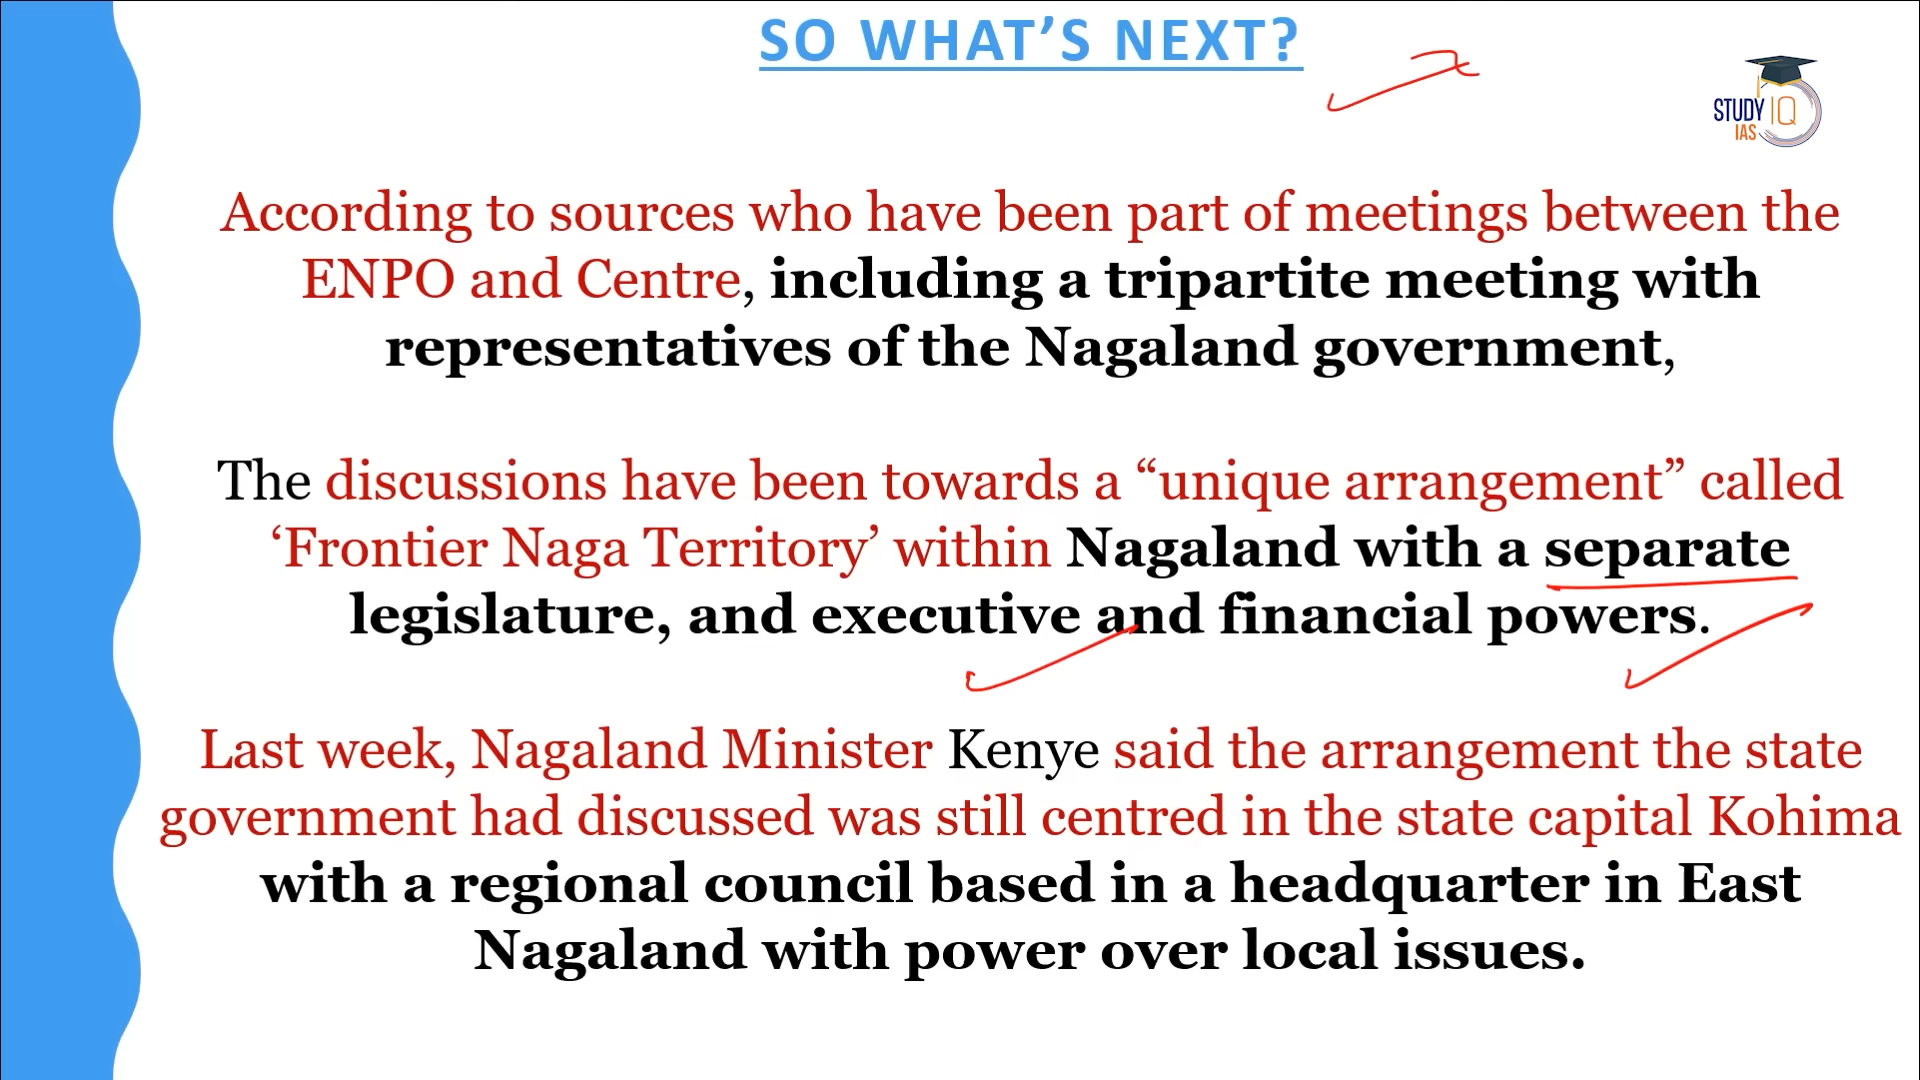 SO WHAT’S NEXT?
STUDY IQ
IAS
According to sources who have been part of meetings between the
ENPO and Centre, including a tripartite meeting with
representatives of the Nagaland government,
The discussions have been towards a “unique arrangement” called
‘Frontier Naga Territory’ within Nagaland with a separate
legislature, and executive and financial powers.
Last week, Nagaland Minister Kenye said the arrangement the state
government had discussed was still centred in the state capital Kohima
with a regional council based in a headquarter in East
Nagaland with power over local issues.